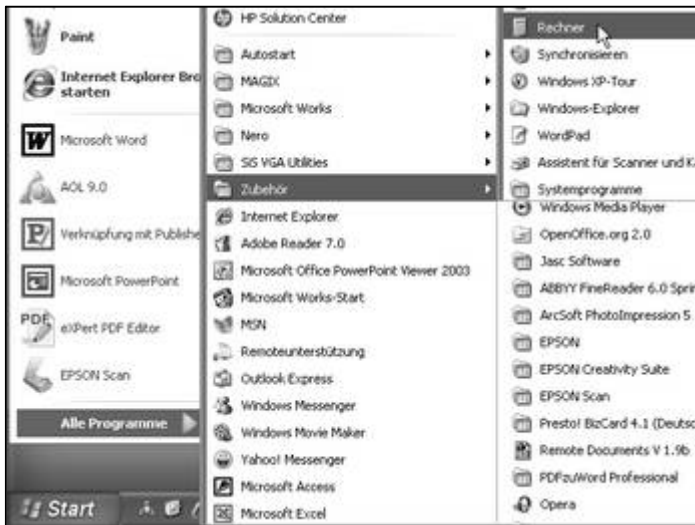 Paint
Internet Explorer Bro
starten
Microsoft Word
AOL 9.0
Verknüpfung mit Publishe
Microsoft PowerPoint
eXPert PDF Editor
EPSON Scan
Alle Programme
Start
HP Solution Center
Autostart
MAGIX
Microsoft Works
Nero
SiS VGA Utilities
Zubehör
Internet Explorer
Adobe Reader 7.0
Microsoft Office PowerPoint Viewer 2003
Microsoft Works-Start
MSN
Remoteunterstützung
Outlook Express
Windows Messenger
Windows Movie Maker
Yahoo! Messenger
Microsoft Access
Microsoft Excel
Rechner
Synchronisieren
Windows XP-Tour
Windows-Explorer
WordPad
Assistent für Scanner und K
Systemprogramme
Windows Media Player
OpenOffice.org 2.0
Jasc Software
ABBYY FineReader 6.0 Sprin
ArcSoft PhotoImpression 5
EPSON
EPSON Creativity Suite
EPSON Scan
Presto! BizCard 4.1 (Deutsc
Remote Documents V 1.9b
PDFzuWord Professional
Opera